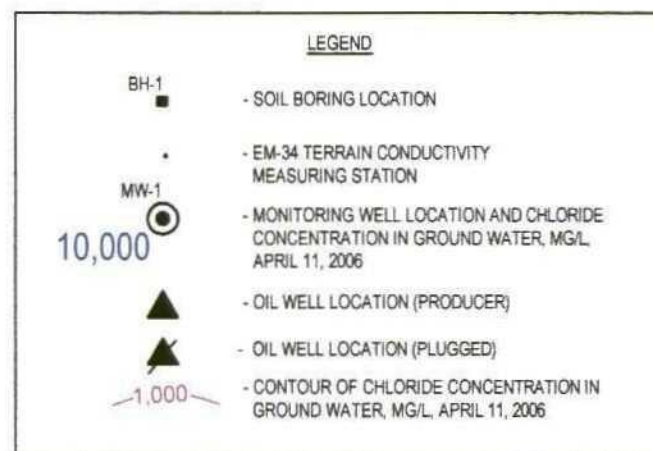 LEGEND
BH-1
- SOIL BORING LOCATION
- EM-34 TERRAIN CONDUCTIVITY
MEASURING STATION
MW-1
10,000
- MONITORING WELL LOCATION AND CHLORIDE
CONCENTRATION IN GROUND WATER, MG/L,
APRIL 11, 2006
- OIL WELL LOCATION (PRODUCER)
- OIL WELL LOCATION (PLUGGED)
1,000
- CONTOUR OF CHLORIDE CONCENTRATION IN
GROUND WATER, MG/L, APRIL 11, 2006